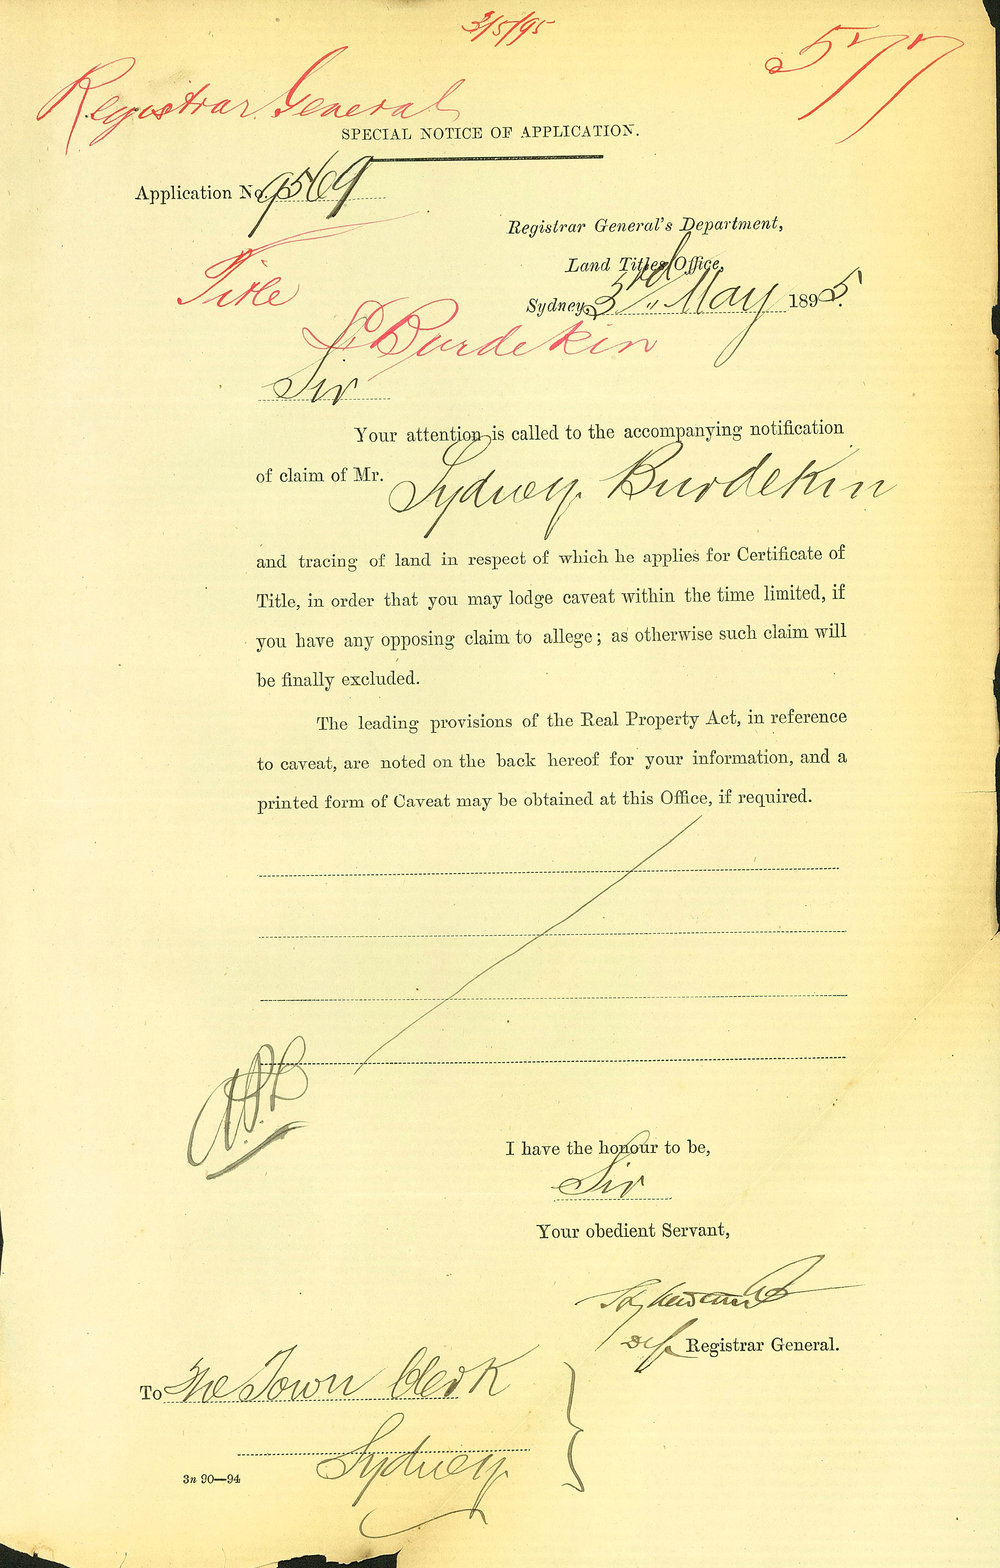 3/5/95
577
Registrar General
SPECIAL NOTICE OF APPLICATION.
Application No. 9569
Registrar General's Department,
Land Titles Office,
Title
Sydney, 3rd May 1895.
S Burdekin
Sir
Your attention is called to the accompanying notification
of claim of Mr. Sydney Burdekin
and tracing of land in respect of which he applies for Certificate of
Title, in order that you may lodge caveat within the time limited, if
you have any opposing claim to allege; as otherwise such claim will
be finally excluded.
The leading provisions of the Real Property Act, in reference
to caveat, are noted on the back hereof for your information, and a
printed form of Caveat may be obtained at this Office, if required.
I have the honour to be,
Sir
Your obedient Servant,
Registrar General.
To The Town Clerk
Sydney
3n 90—94